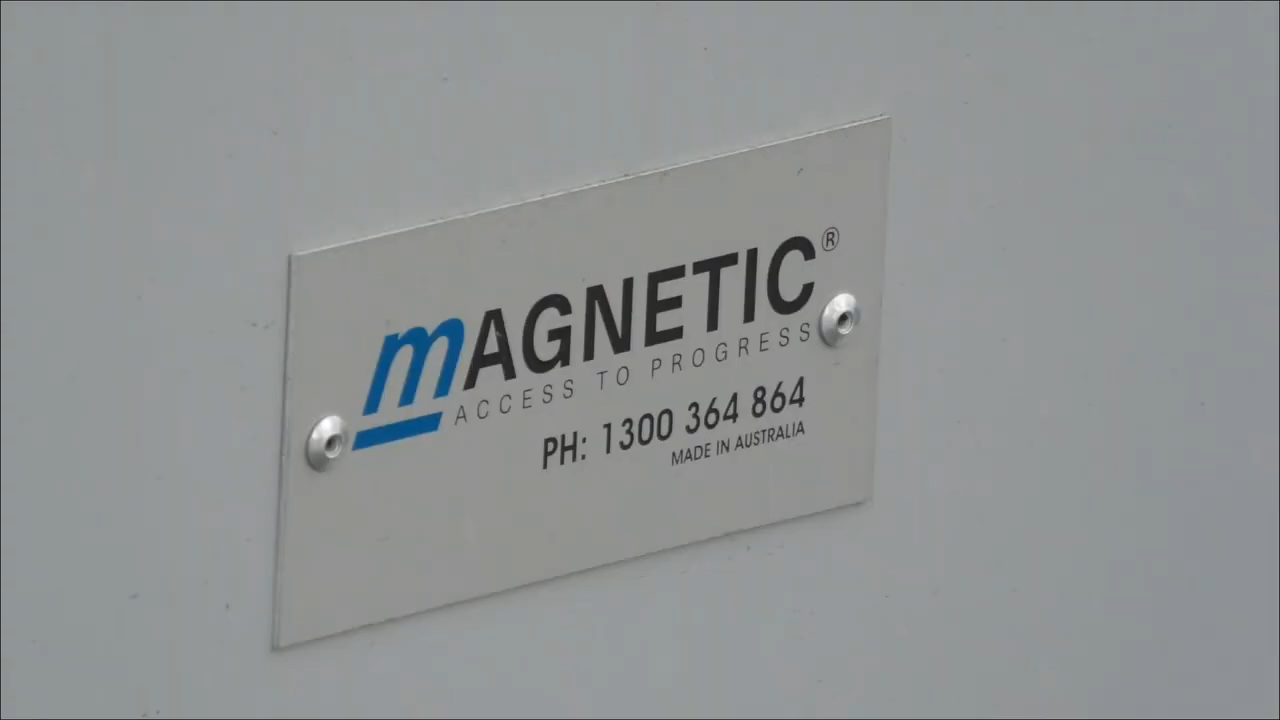 mAGNETIC®
ACCESS TO PROGRESS
PH: 1300 364 864
MADE IN AUSTRALIA